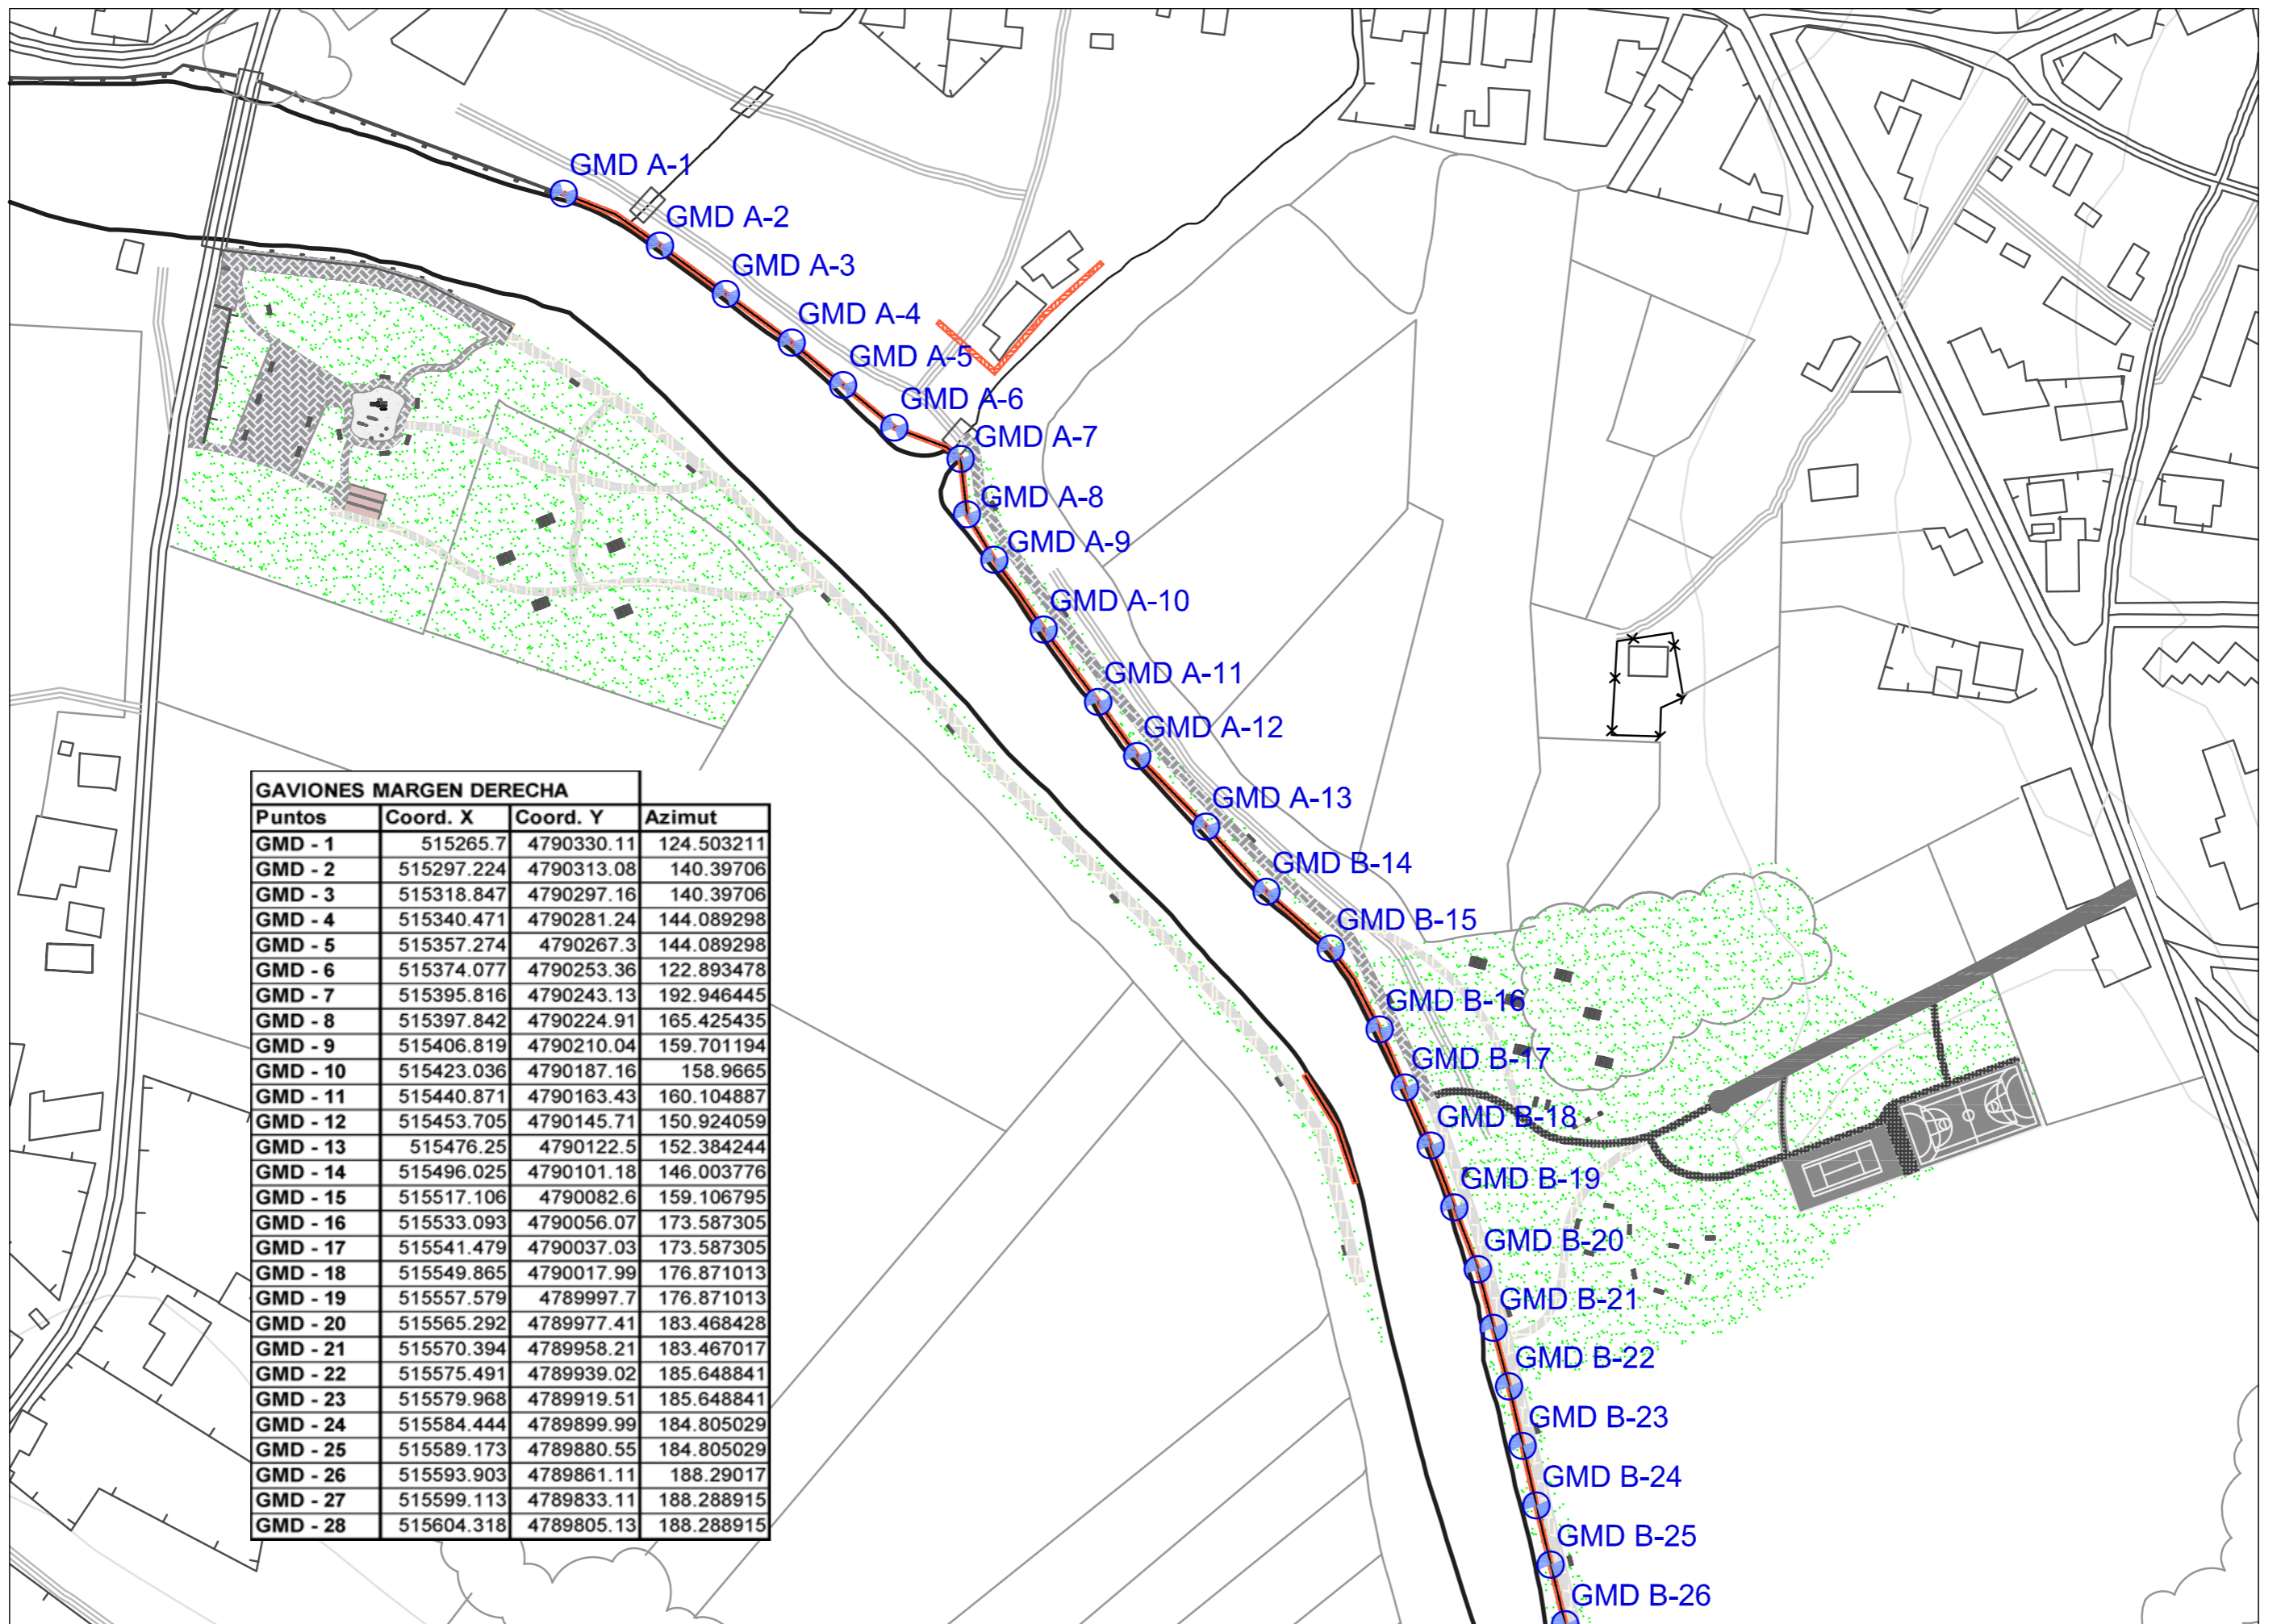 GMD A-1
GMD A-2
GMD A-3
GMD A-4
GMD A-5
GMD A-6
GMD A-7
GMD A-8
GMD A-9
GMD A-10
GMD A-11
GMD A-12
GMD A-13
GMD B-14
GMD B-15
GMD B-16
GMD B-17
GMD B-18
GMD B-19
GMD B-20
GMD B-21
GMD B-22
GMD B-23
GMD B-24
GMD B-25
GMD B-26
GAVIONES MARGEN DERECHA
Puntos Coord. X Coord. Y Azimut
GMD - 1 515265.7 4790330.11 124.503211
GMD - 2 515297.224 4790313.08 140.39706
GMD - 3 515318.847 4790297.16 140.39706
GMD - 4 515340.471 4790281.24 144.089298
GMD - 5 515357.274 4790267.3 144.089298
GMD - 6 515374.077 4790253.36 122.893478
GMD - 7 515395.816 4790243.13 192.946445
GMD - 8 515397.842 4790224.91 165.425435
GMD - 9 515406.819 4790210.04 159.701194
GMD - 10 515423.036 4790187.16 158.9665
GMD - 11 515440.871 4790163.43 160.104887
GMD - 12 515453.705 4790145.71 150.924059
GMD - 13 515476.25 4790122.5 152.384244
GMD - 14 515496.025 4790101.18 146.003776
GMD - 15 515517.106 4790082.6 159.106795
GMD - 16 515533.093 4790056.07 173.587305
GMD - 17 515541.479 4790037.03 173.587305
GMD - 18 515549.865 4790017.99 176.871013
GMD - 19 515557.579 4789997.7 176.871013
GMD - 20 515565.292 4789977.41 183.468428
GMD - 21 515570.394 4789958.21 183.467017
GMD - 22 515575.491 4789939.02 185.648841
GMD - 23 515579.968 4789919.51 185.648841
GMD - 24 515584.444 4789899.99 184.805029
GMD - 25 515589.173 4789880.55 184.805029
GMD - 26 515593.903 4789861.11 188.29017
GMD - 27 515599.113 4789833.11 188.288915
GMD - 28 515604.318 4789805.13 188.288915